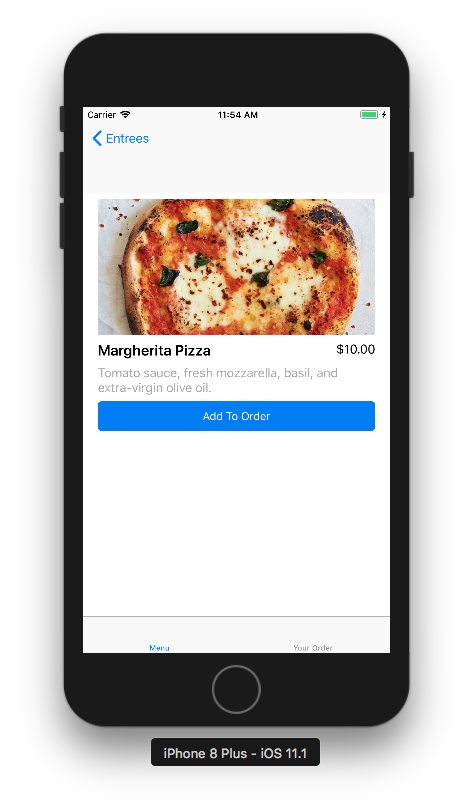 Carrier 11:54 AM
Entrees
Margherita Pizza $10.00
Tomato sauce, fresh mozzarella, basil, and
extra-virgin olive oil.
Add To Order
Menu Your Order
iPhone 8 Plus - iOS 11.1